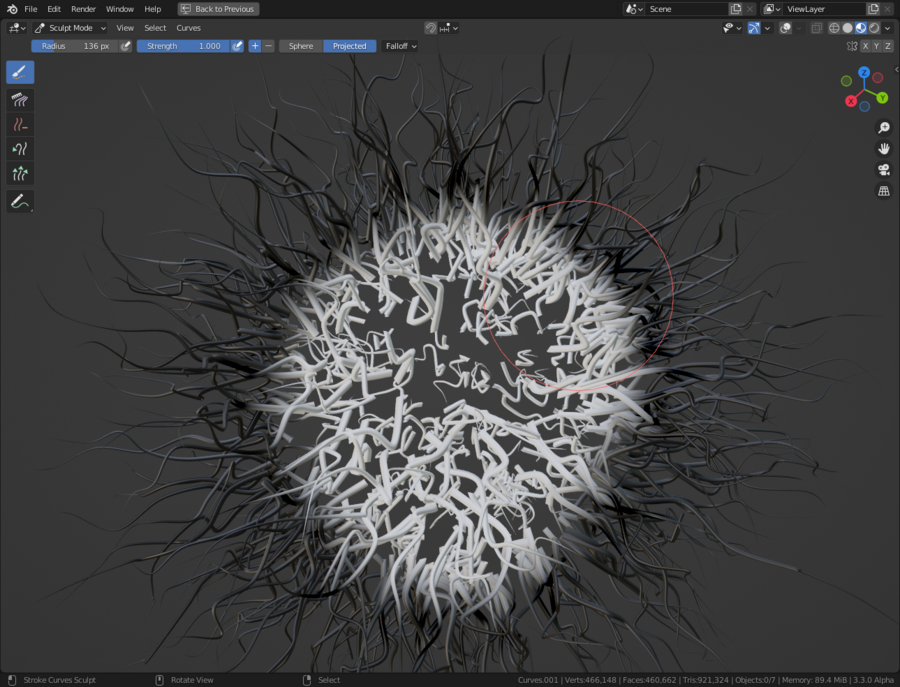 File Edit Render Window Help Back to Previous Scene ViewLayer
Sculpt Mode View Select Curves
Radius 136 px Strength 1.000 Sphere Projected Falloff X Y Z
Z
Y
X
Stroke Curves Sculpt Rotate View Select Curves.001 | Verts:466,148 | Faces:460,662 | Tris:921,324 | Objects:0/7 | Memory: 89.4 MiB | 3.3.0 Alpha